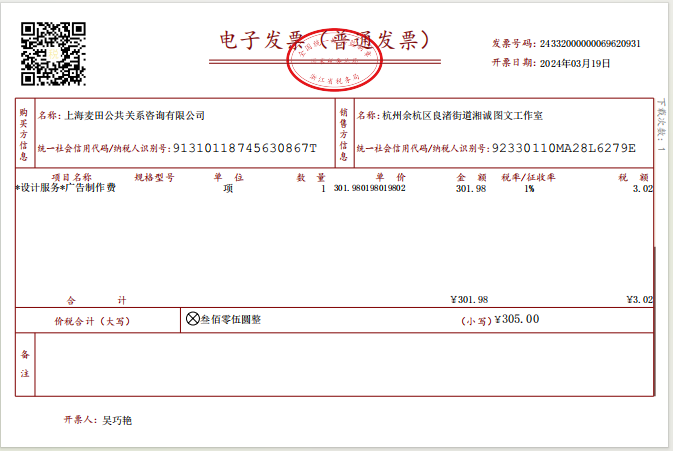 电子发票（普通发票）
全国统一发票监制章
浙江省税务局
发票号码：24332000000069620931
开票日期：2024年03月19日
购买方信息
名称：上海麦田公共关系咨询有限公司
统一社会信用代码/纳税人识别号：91310118745630867T
销售方信息
名称：杭州余杭区良渚街道湘诚图文工作室
统一社会信用代码/纳税人识别号：92330110MA28L6279E
下载次数：1
项目名称 规格型号 单位 数量 单价 金额 税率/征收率 税额
*设计服务*广告制作费 项 1 301.980198019802 301.98 1% 3.02
合计 ¥301.98 ¥3.02
价税合计（大写） ⊗叁佰零伍圆整 （小写）¥305.00
备注
开票人：吴巧艳